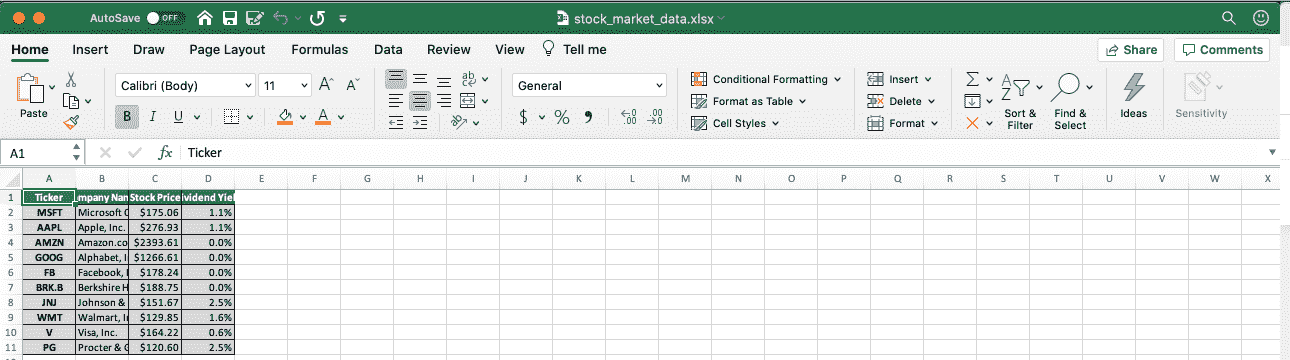 AutoSave OFF stock_market_data.xlsx
Home Insert Draw Page Layout Formulas Data Review View Tell me Share Comments
Paste Calibri (Body) 11 A A ab General Conditional Formatting Insert Σ A Z
B I U A $ % 9 Format as Table Delete Sort & Filter Find & Select Ideas Sensitivity
.00 .0 Cell Styles Format
A1 fx Ticker
A B C D E F G H I J K L M N O P Q R S T U V W X
1 Ticker mpany Nan Stock Price vidend Yiel
2 MSFT Microsoft C $175.06 1.1%
3 AAPL Apple, Inc. $276.93 1.1%
4 AMZN Amazon.co $2393.61 0.0%
5 GOOG Alphabet, I $1266.61 0.0%
6 FB Facebook, I $178.24 0.0%
7 BRK.B Berkshire H $188.75 0.0%
8 JNJ Johnson & $151.67 2.5%
9 WMT Walmart, I $129.85 1.6%
10 V Visa, Inc. $164.22 0.6%
11 PG Procter & G $120.60 2.5%